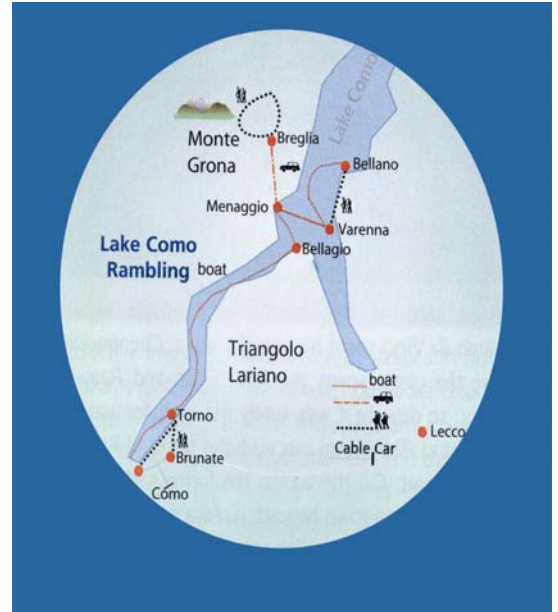 Lake Como
Monte
Grona
Breglia
Bellano
Menaggio
Varenna
Bellagio
Lake Como
Rambling
boat
Triangolo
Lariano
boat
Torno
Lecco
Brunate
Cable Car
Cómo